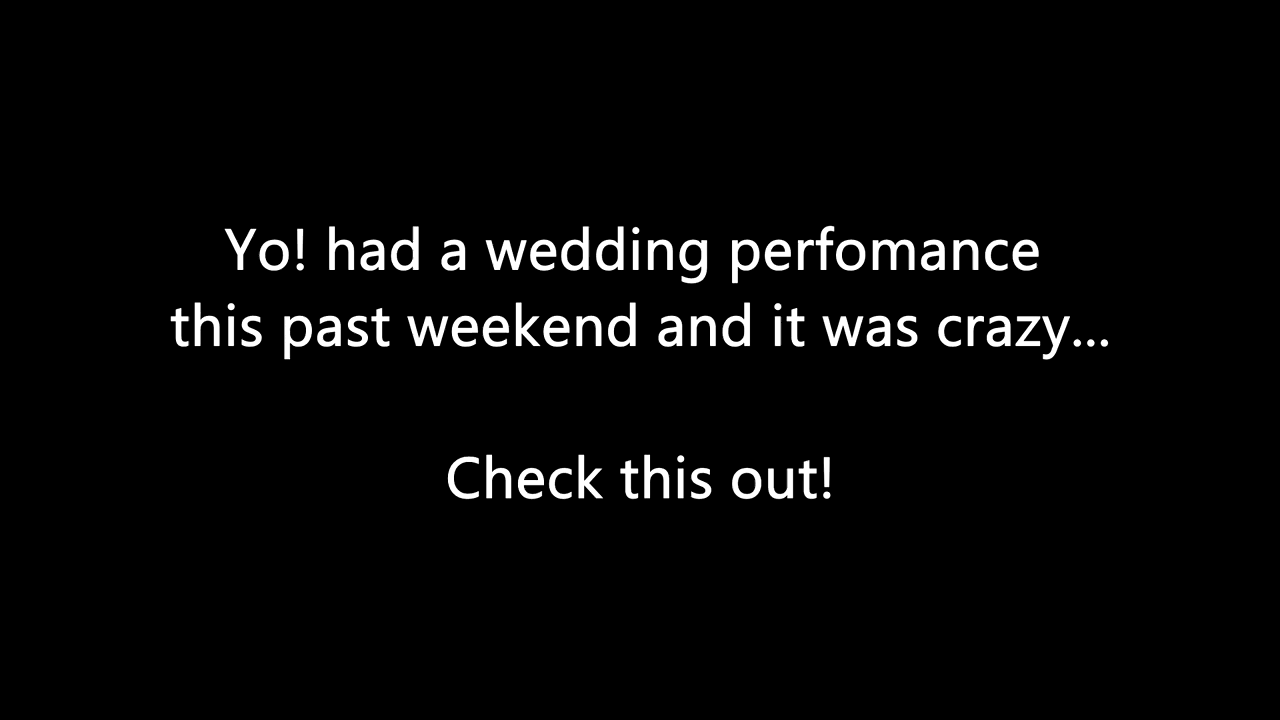 Yo! had a wedding perfomance
this past weekend and it was crazy...
Check this out!